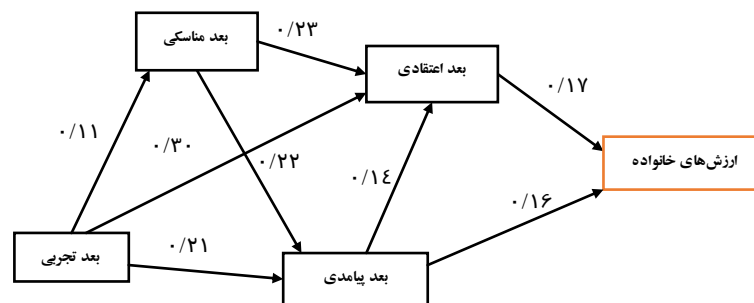 بعد مناسکی
۰/۲۳
بعد اعتقادی
۰/۱۷
۰/۱۱
۰/۳۰
۰/۲۲
۰/۱٤
ارزش‌های خانواده
۰/۱۶
بعد تجربی
۰/۲۱
بعد پیامدی